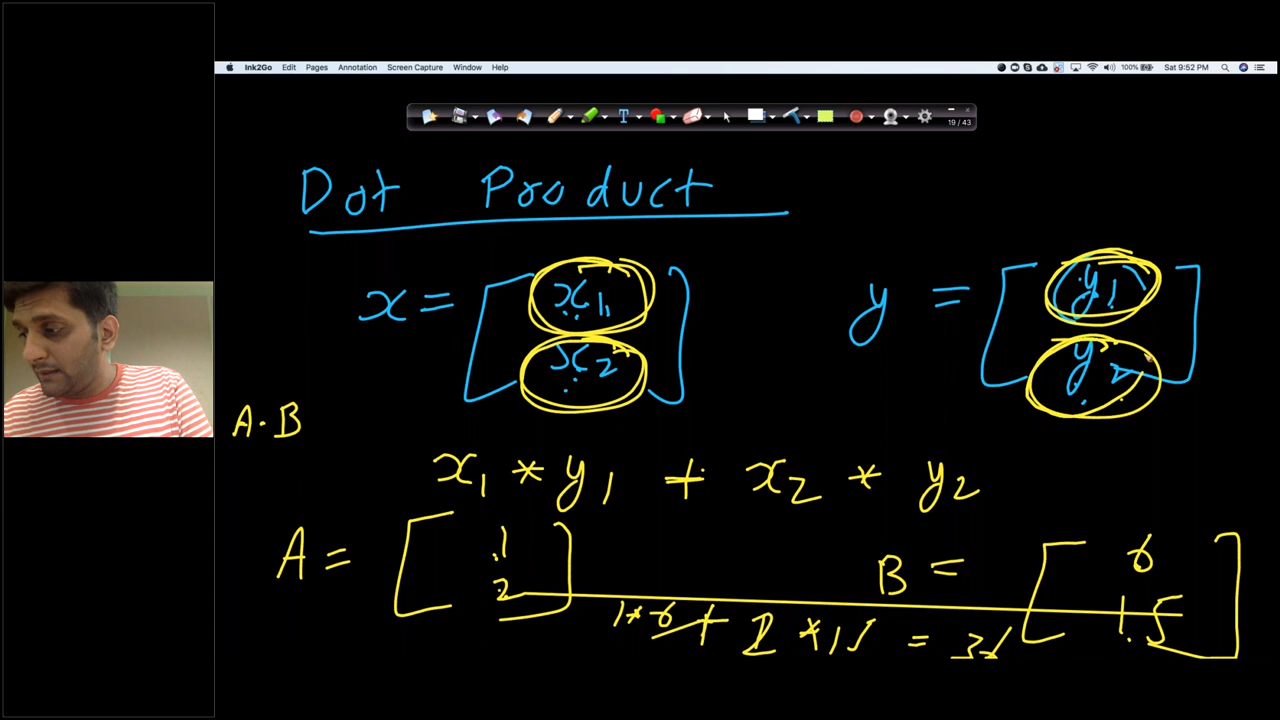 Ink2Go Edit Pages Annotation Screen Capture Window Help 100% Sat 9:52 PM
T 19 / 43
Dot Product
x = [ x1 y = [ y1
x2 ] y2 ]
A·B
x1 * y1 + x2 * y2
A = [ 1 B = [ 6
2 ] 15 ]
1*6 + 2 * 15 = 36